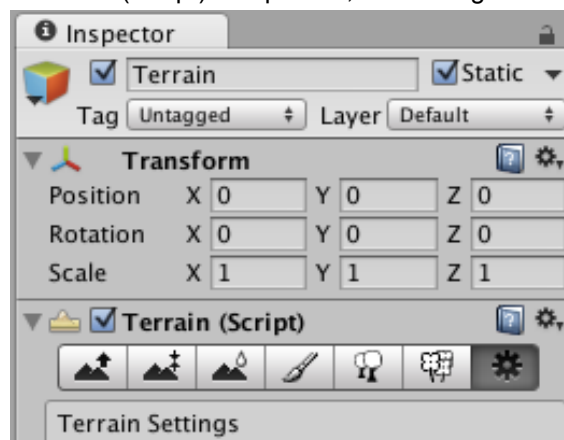 Inspector
Terrain Static
Tag Untagged Layer Default
Transform
Position X 0 Y 0 Z 0
Rotation X 0 Y 0 Z 0
Scale X 1 Y 1 Z 1
Terrain (Script)
Terrain Settings